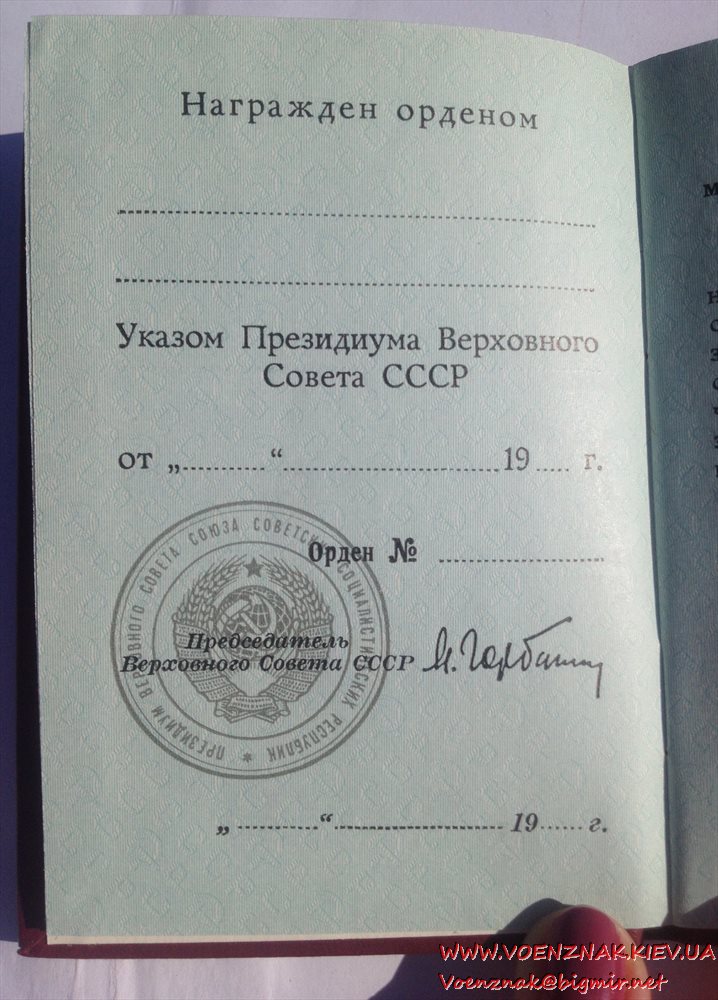 Награжден орденом
Указом Президиума Верховного
Совета СССР
от „..........“..............................19..... г.
Орден № ......................
ПРЕЗИДИУМ ВЕРХОВНОГО СОВЕТА СОЮЗА СОВЕТСКИХ СОЦИАЛИСТИЧЕСКИХ РЕСПУБЛИК
Председатель
Верховного Совета СССР
„..........“......................19...... г.
м
WWW.VOENZNAK.KIEV.UA
Voenznak@bigmir.net